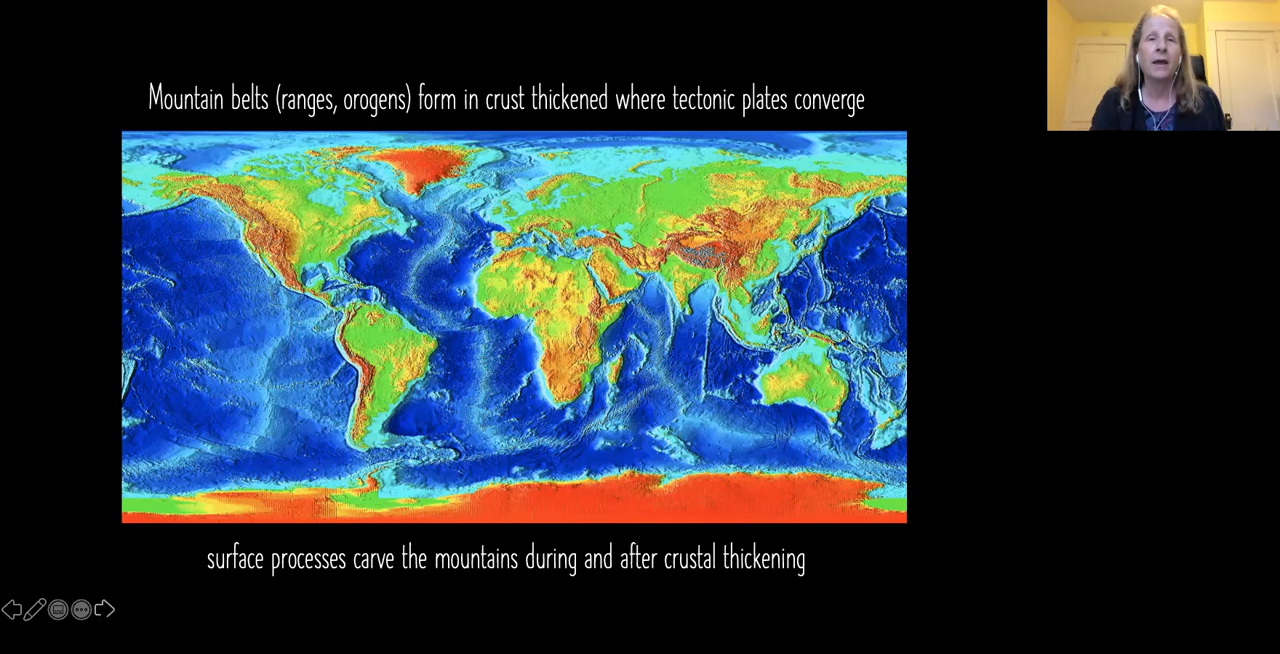 Mountain belts (ranges, orogens) form in crust thickened where tectonic plates converge
surface processes carve the mountains during and after crustal thickening